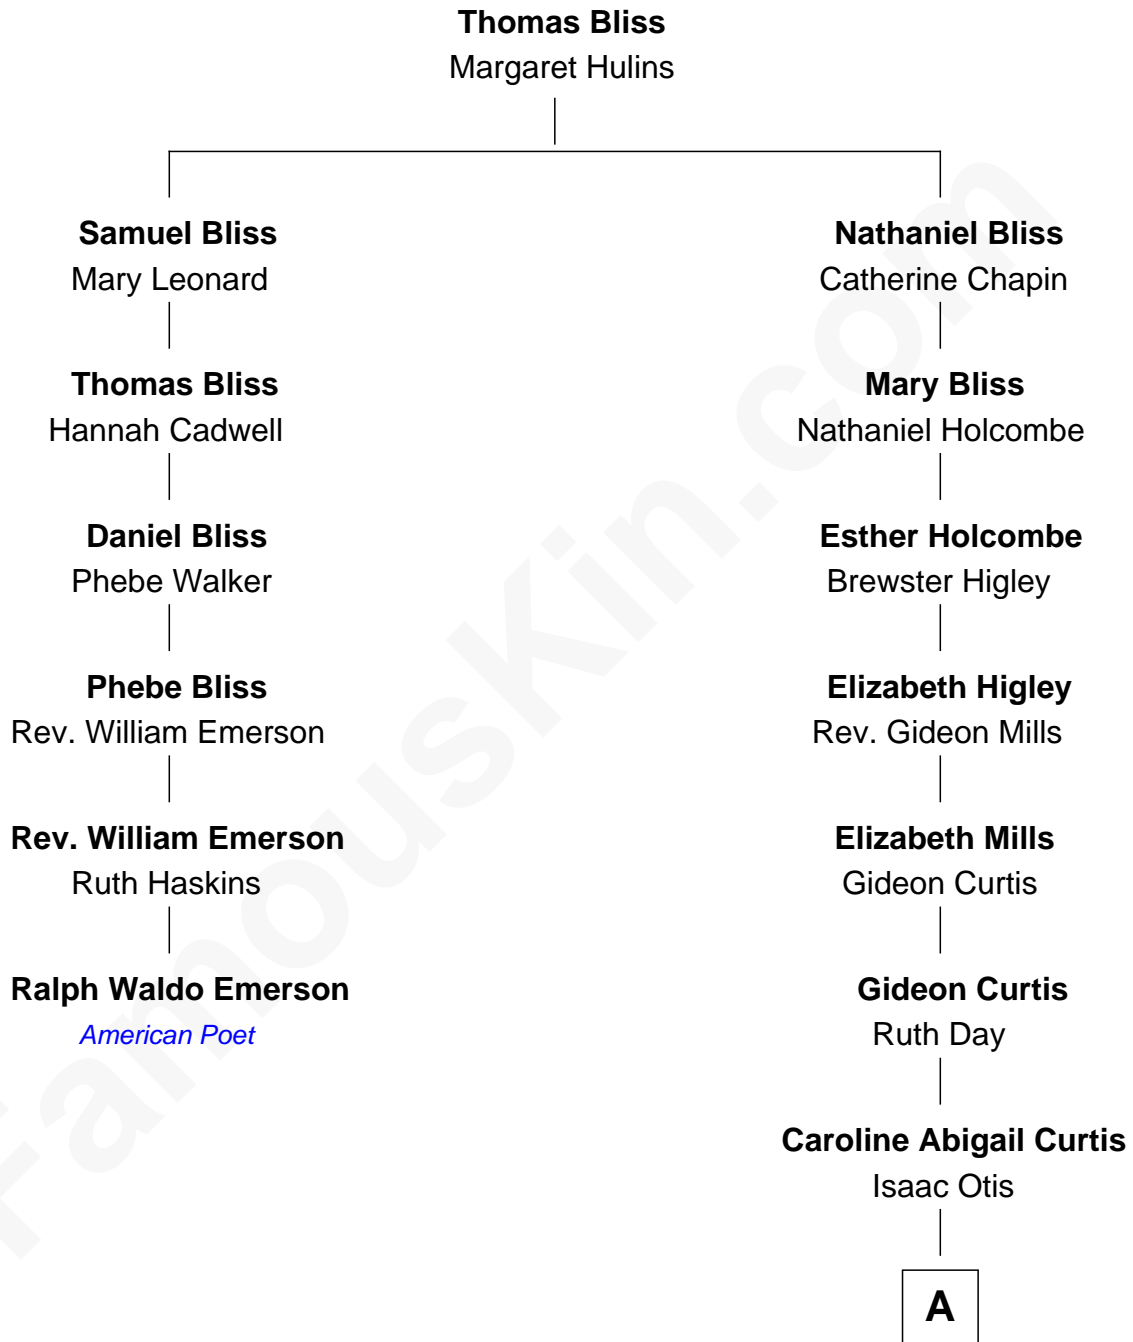 Thomas Bliss
Margaret Hulins
Samuel Bliss
Mary Leonard
Thomas Bliss
Hannah Cadwell
Daniel Bliss
Phebe Walker
Phebe Bliss
Rev. William Emerson
Rev. William Emerson
Ruth Haskins
Ralph Waldo Emerson
American Poet
Nathaniel Bliss
Catherine Chapin
Mary Bliss
Nathaniel Holcombe
Esther Holcombe
Brewster Higley
Elizabeth Higley
Rev. Gideon Mills
Elizabeth Mills
Gideon Curtis
Gideon Curtis
Ruth Day
Caroline Abigail Curtis
Isaac Otis
A
FamousKin.com